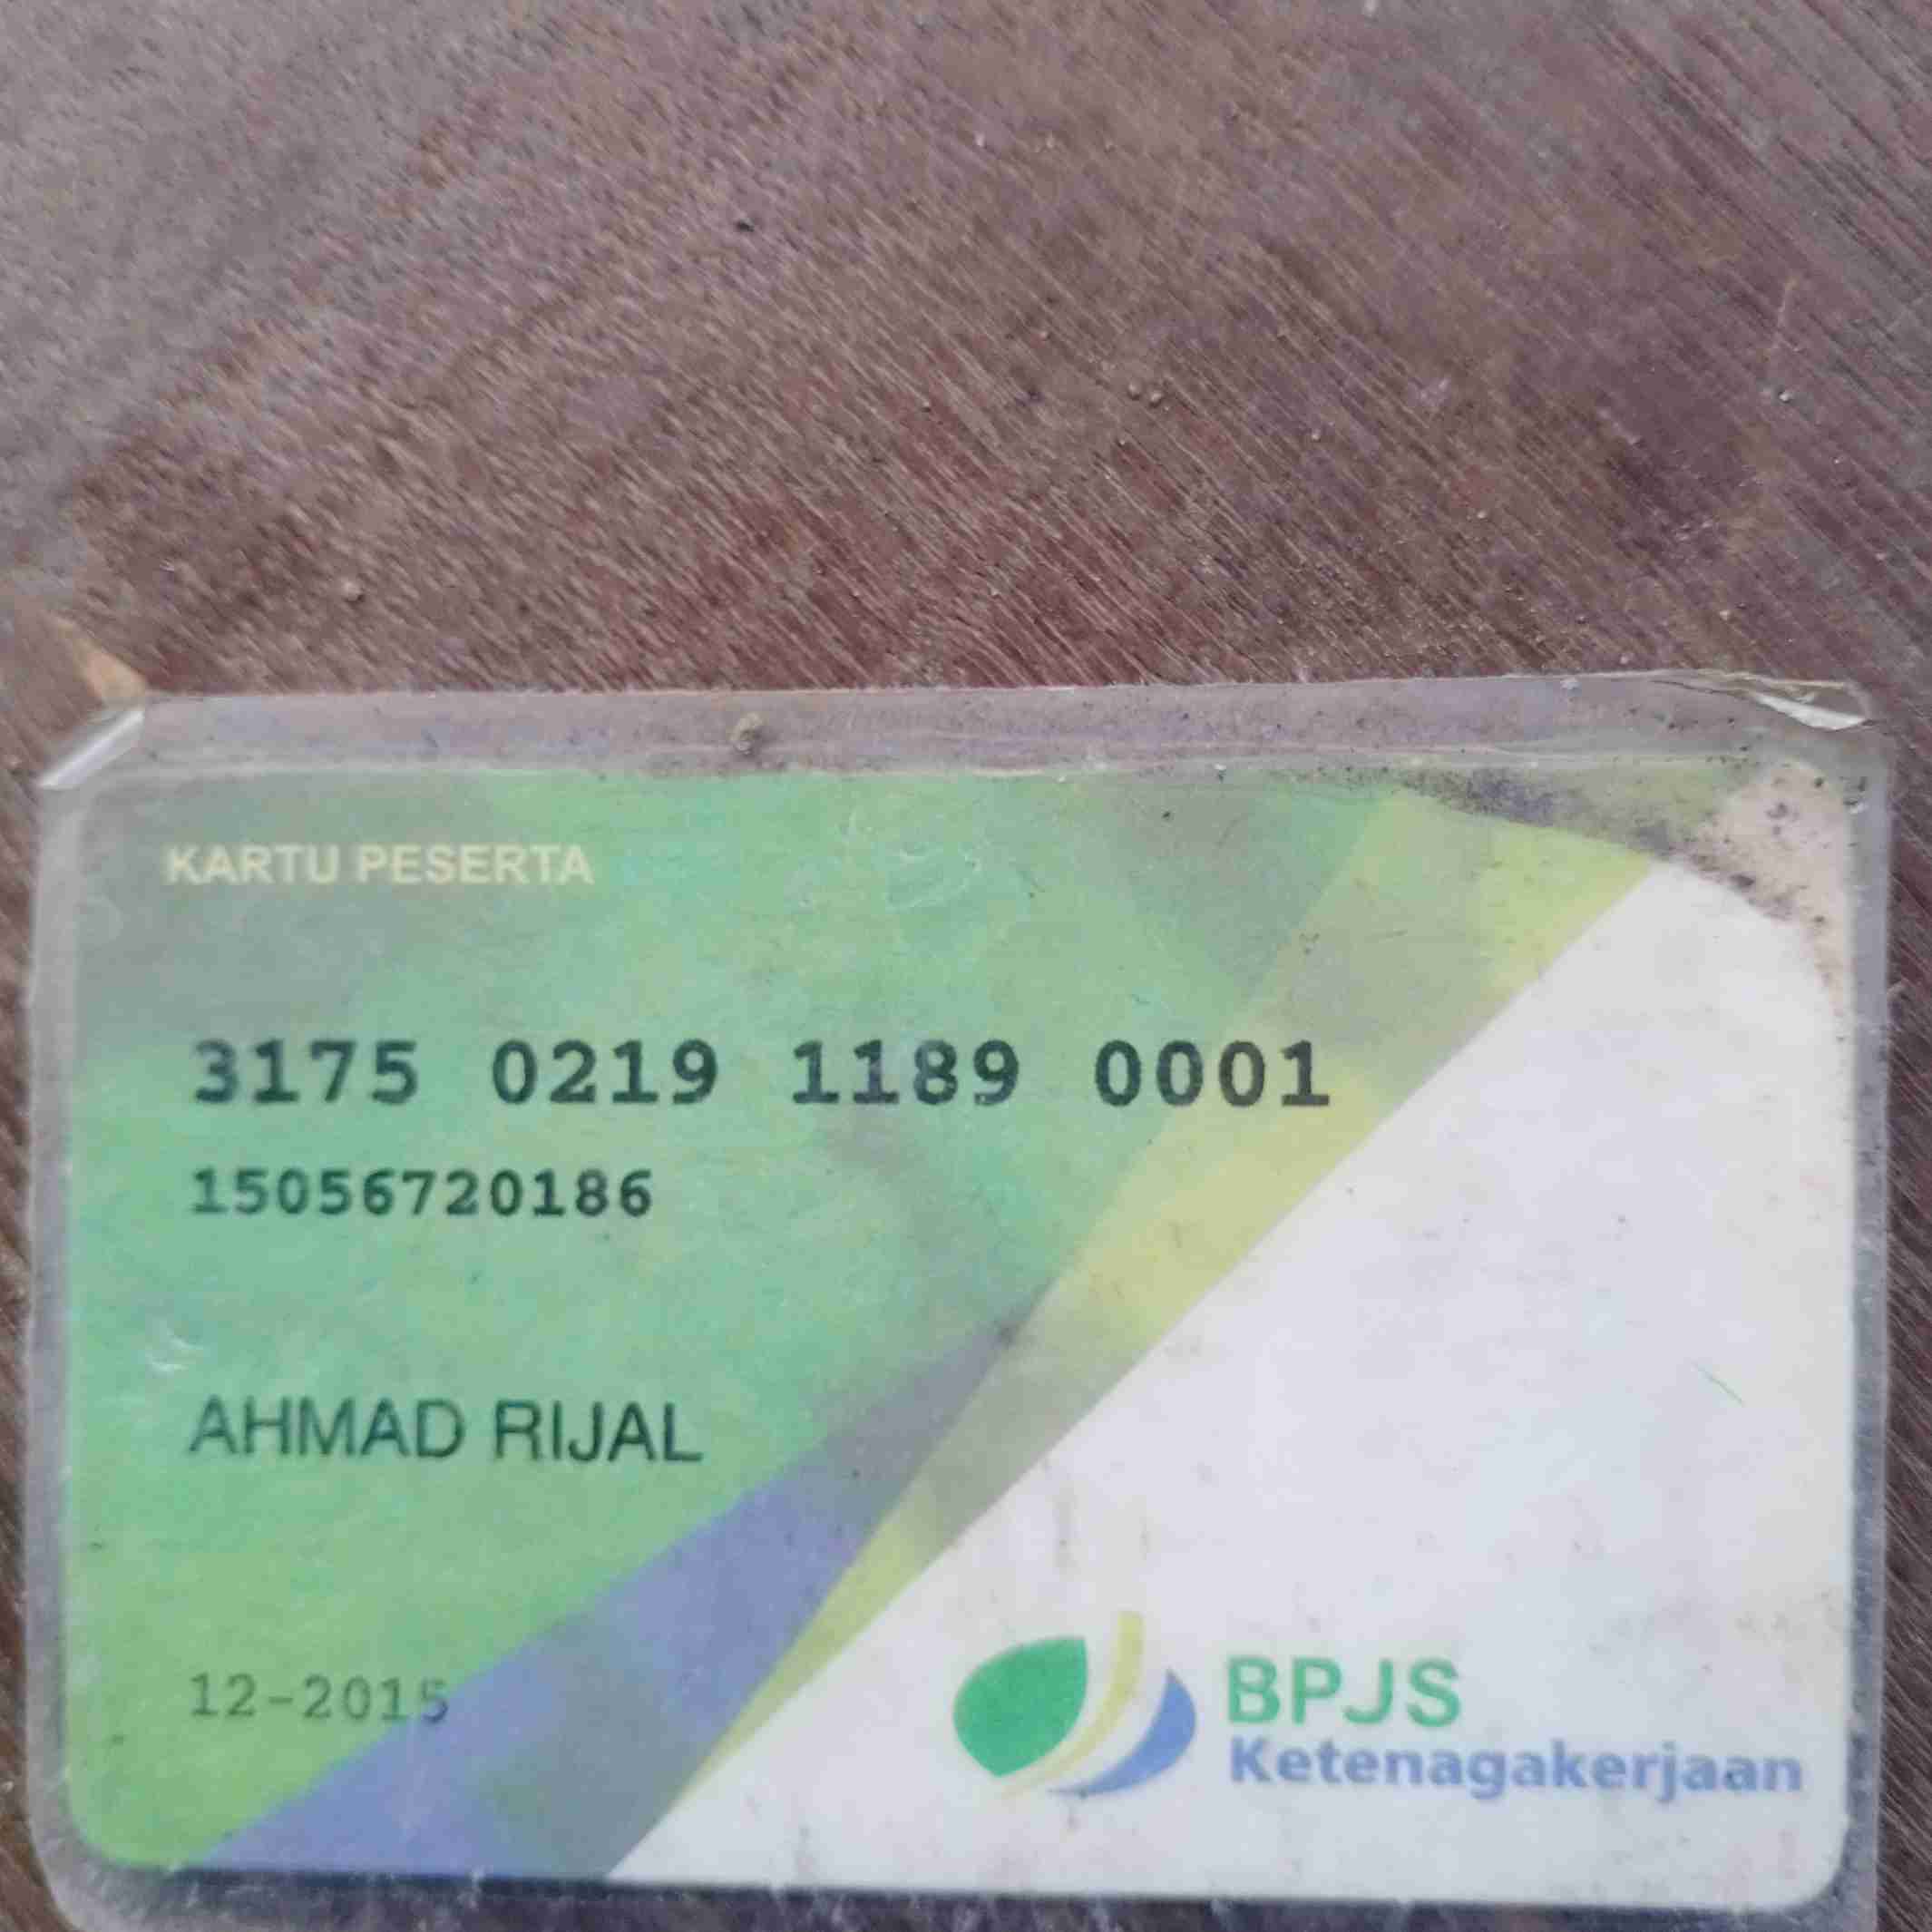 KARTU PESERTA
3175 0219 1189 0001
15056720186
AHMAD RIJAL
12-2015
BPJS
Ketenagakerjaan